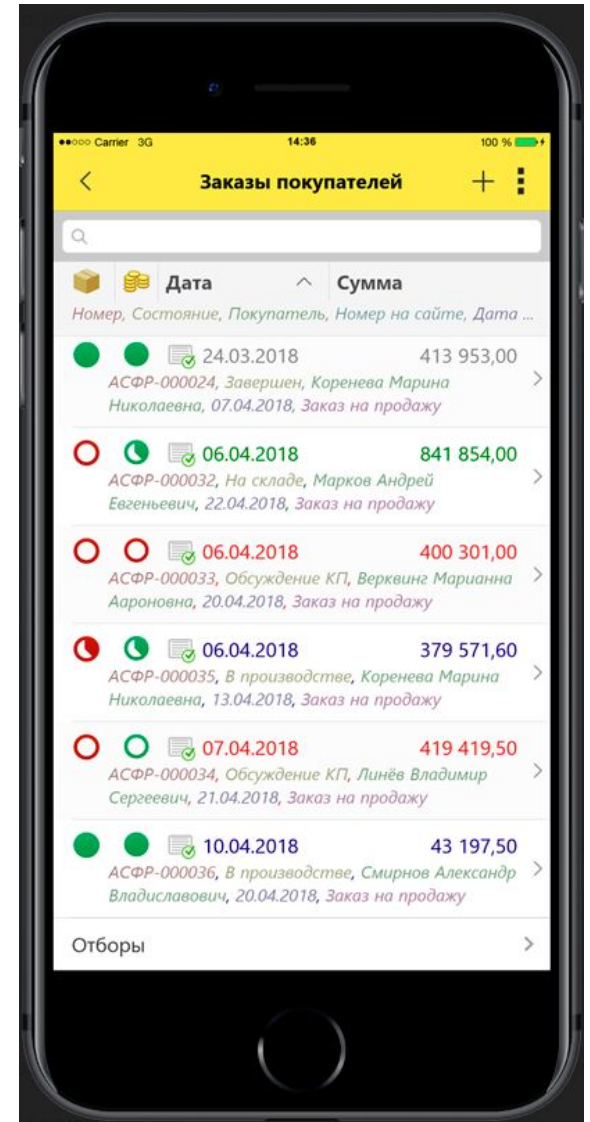 Carrier 3G 14:36 100 %
Заказы покупателей
Дата Сумма
Номер, Состояние, Покупатель, Номер на сайте, Дата ...
24.03.2018 413 953,00
АСФР-000024, Завершен, Коренева Марина
Николаевна, 07.04.2018, Заказ на продажу
06.04.2018 841 854,00
АСФР-000032, На складе, Марков Андрей
Евгеньевич, 22.04.2018, Заказ на продажу
06.04.2018 400 301,00
АСФР-000033, Обсуждение КП, Верквинг Марианна
Аароновна, 20.04.2018, Заказ на продажу
06.04.2018 379 571,60
АСФР-000035, В производстве, Коренева Марина
Николаевна, 13.04.2018, Заказ на продажу
07.04.2018 419 419,50
АСФР-000034, Обсуждение КП, Линёв Владимир
Сергеевич, 21.04.2018, Заказ на продажу
10.04.2018 43 197,50
АСФР-000036, В производстве, Смирнов Александр
Владиславович, 20.04.2018, Заказ на продажу
Отборы